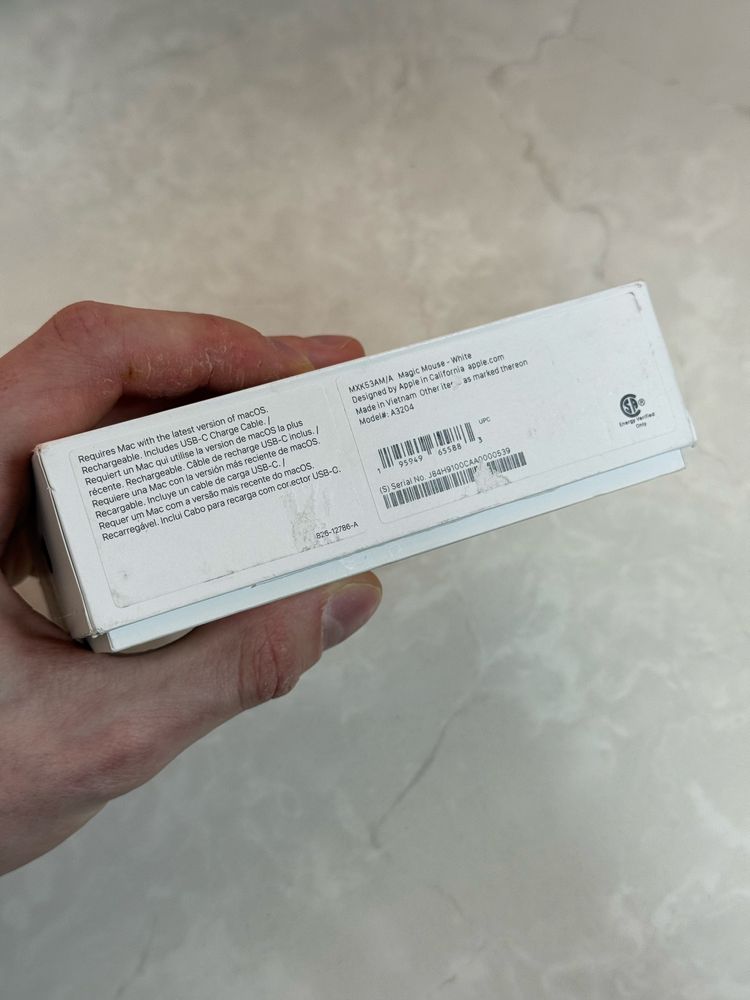 Requires Mac with the latest version of macOS.
Rechargeable. Includes USB-C Charge Cable. /
Requiert un Mac qui utilise la version de macOS la plus
récente. Rechargeable. Câble de recharge USB-C inclus. /
Requiere una Mac con la versión más reciente de macOS.
Recargable. Incluye un cable de carga USB-C. /
Requer um Mac com a versão mais recente do macOS.
Recarregável. Inclui Cabo para recarga com conector USB-C.
826-12786-A
MXK53AM/A Magic Mouse - White
Designed by Apple in California apple.com
Made in Vietnam Other as marked thereon
Model#: A3204
UPC
1 95949 65588 3
(S) Serial No. J84H9100CAA0000539
Energy Verified
Only